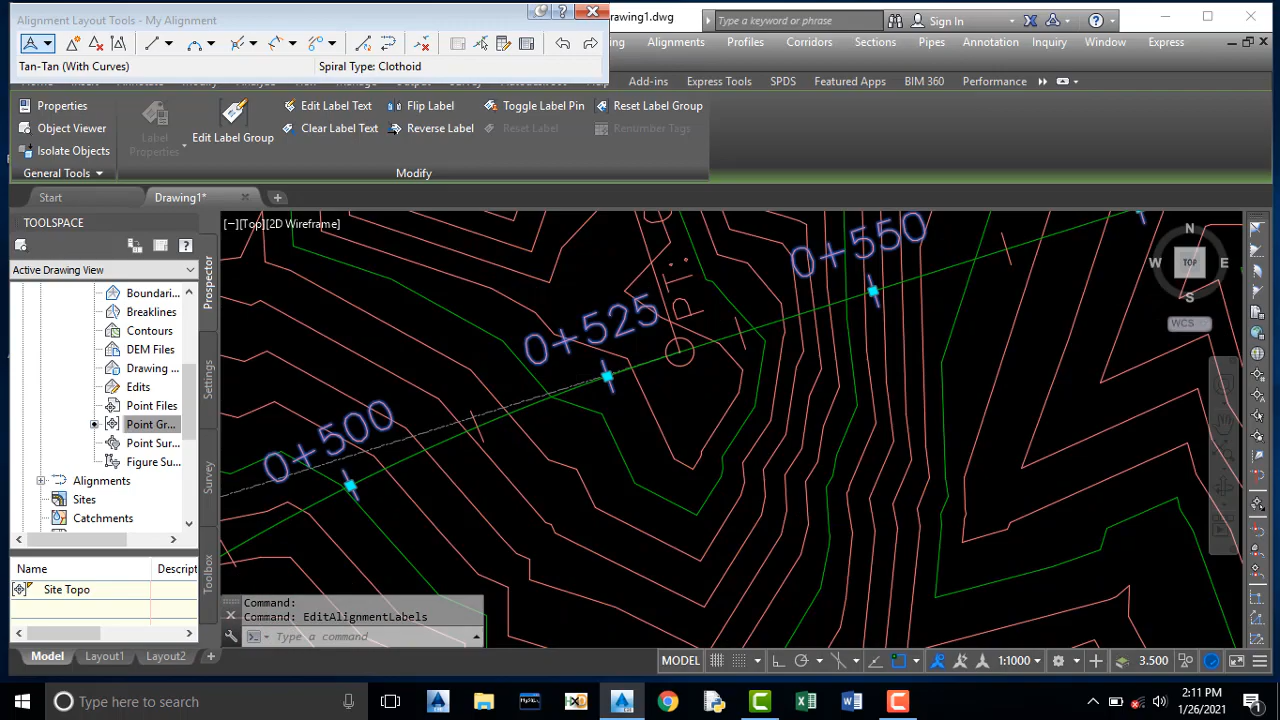 Alignment Layout Tools - My Alignment
rawing1.dwg
Type a keyword or phrase
Sign In
Tan-Tan (With Curves)
Spiral Type: Clothoid
Alignments
Profiles
Corridors
Sections
Pipes
Annotation
Inquiry
Window
Express
Add-ins
Express Tools
SPDS
Featured Apps
BIM 360
Performance
Properties
Object Viewer
Isolate Objects
General Tools
Label Properties
Edit Label Group
Edit Label Text
Clear Label Text
Flip Label
Reverse Label
Toggle Label Pin
Reset Label
Reset Label Group
Renumber Tags
Modify
Start
Drawing1*
TOOLSPACE
Active Drawing View
Boundari...
Breaklines
Contours
DEM Files
Drawing ...
Edits
Point Files
Point Gr...
Point Sur...
Figure Su...
Alignments
Sites
Catchments
Name
Descript
Site Topo
Prospector
Settings
Survey
Toolbox
[−][Top][2D Wireframe]
0+500
0+525
0+550
PT:
N
W
TOP
E
S
WCS
Command:
Command: EditAlignmentLabels
Type a command
Model
Layout1
Layout2
MODEL
1:1000
3.500
Type here to search
2:11 PM
1/26/2021